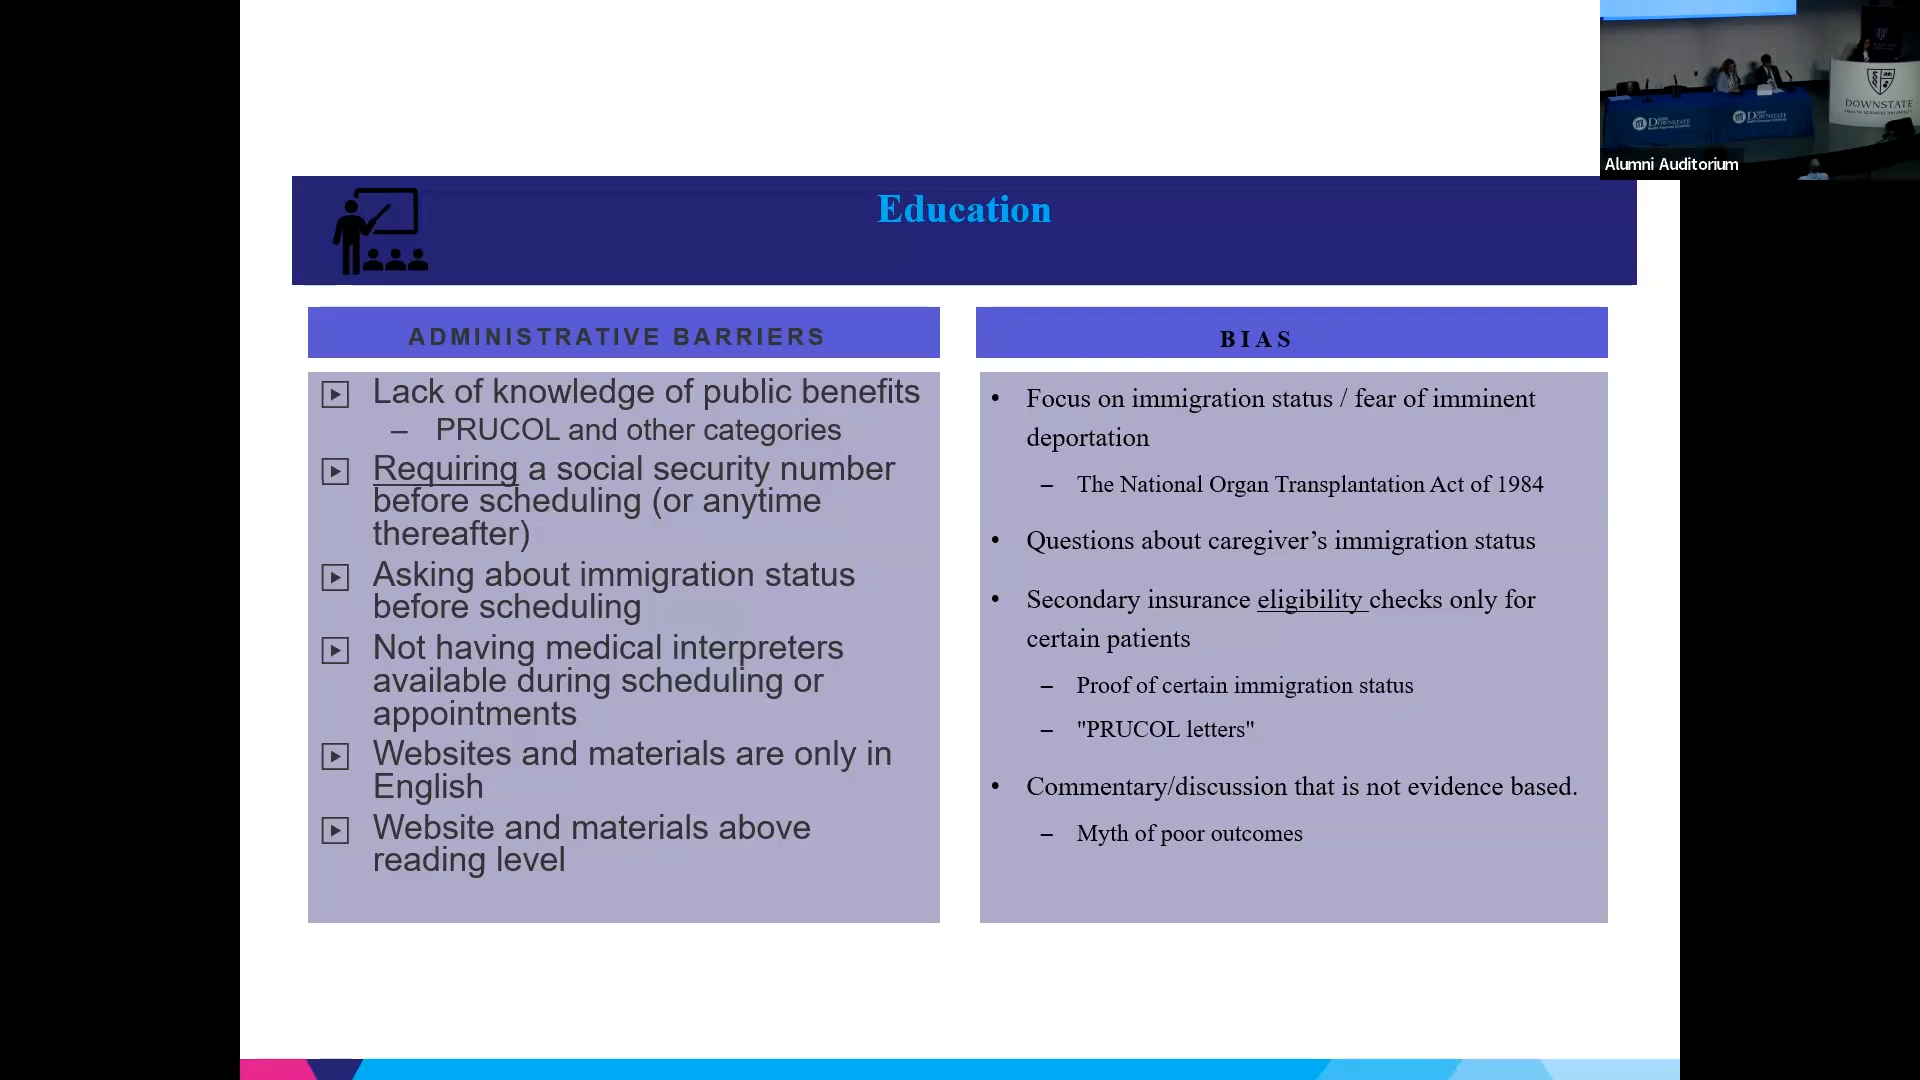 Education
ADMINISTRATIVE BARRIERS
Lack of knowledge of public benefits
– PRUCOL and other categories
Requiring a social security number
before scheduling (or anytime
thereafter)
Asking about immigration status
before scheduling
Not having medical interpreters
available during scheduling or
appointments
Websites and materials are only in
English
Website and materials above
reading level
BIAS
• Focus on immigration status / fear of imminent
deportation
– The National Organ Transplantation Act of 1984
• Questions about caregiver’s immigration status
• Secondary insurance eligibility checks only for
certain patients
– Proof of certain immigration status
– "PRUCOL letters"
• Commentary/discussion that is not evidence based.
– Myth of poor outcomes
DOWNSTATE
DOWNSTATE
DOWNSTATE
Alumni Auditorium